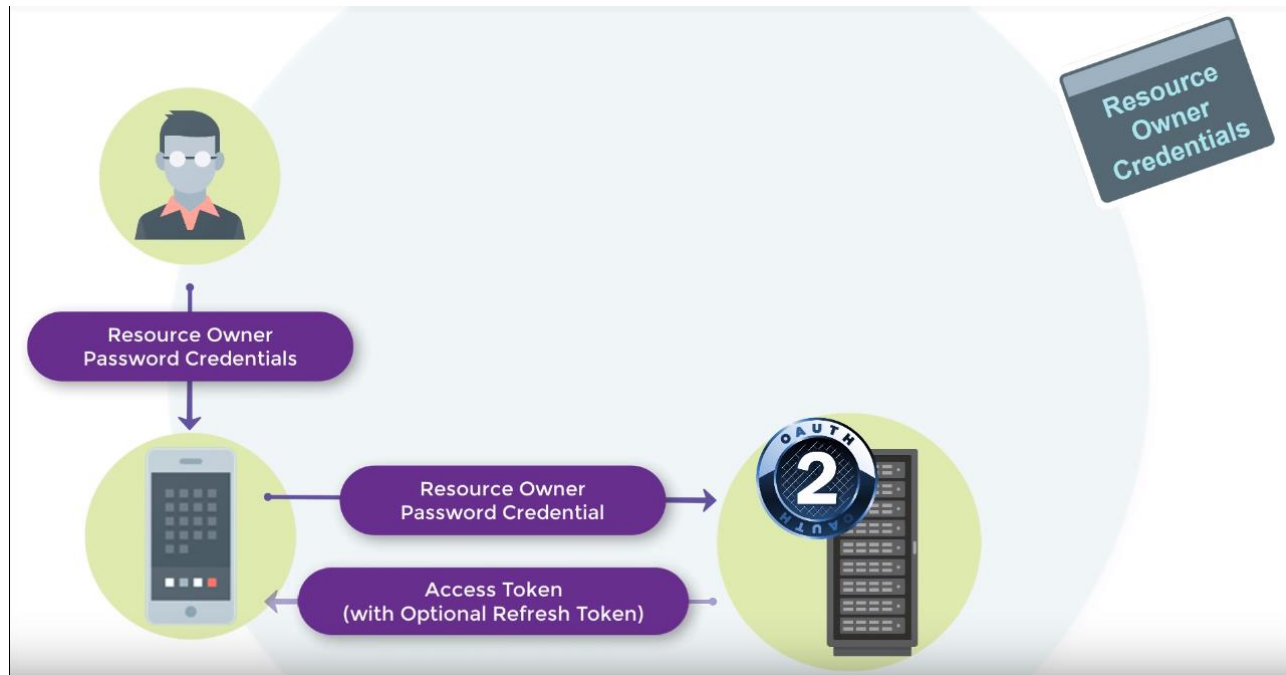 Resource
Owner
Credentials
Resource Owner
Password Credentials
Resource Owner
Password Credential
Access Token
(with Optional Refresh Token)
OAUTH
2
OAUTH